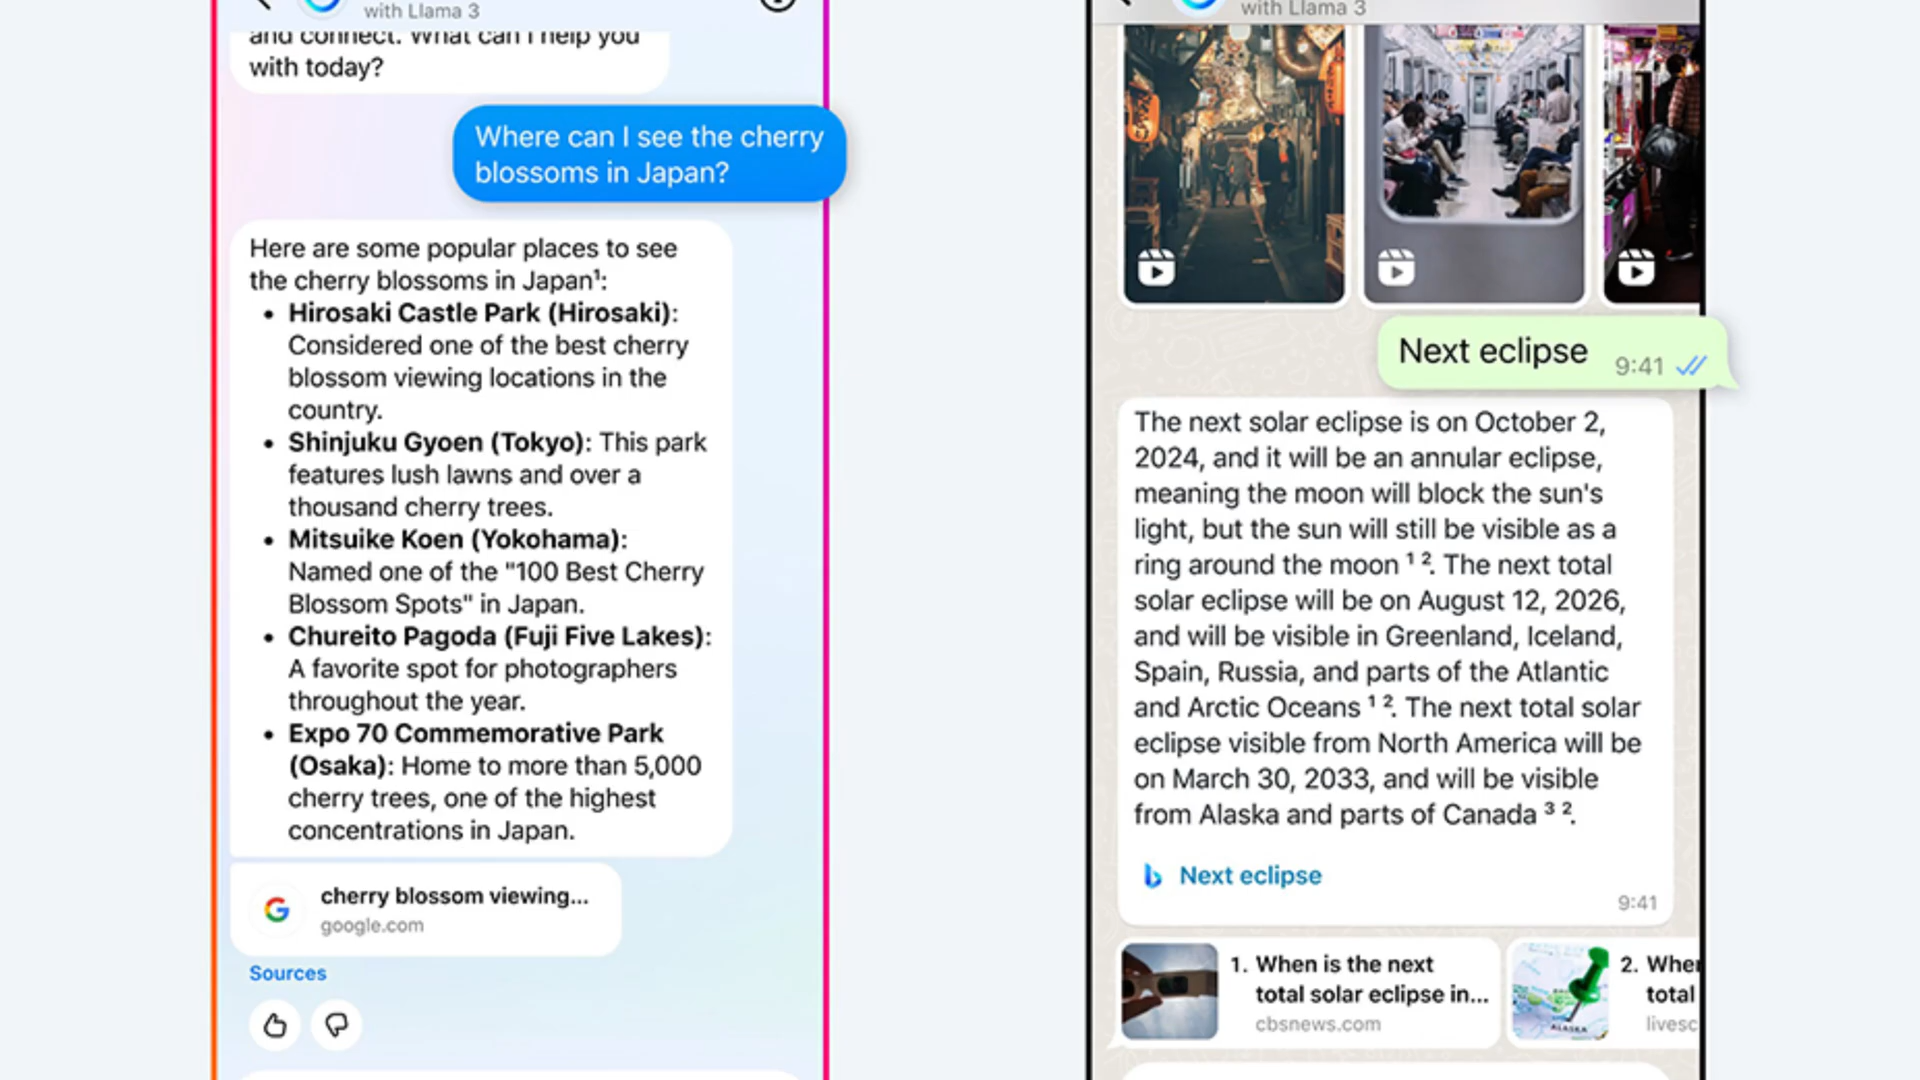 with Llama 3
and connect. What can I help you
with today?
Where can I see the cherry
blossoms in Japan?
Here are some popular places to see
the cherry blossoms in Japan¹:
• Hirosaki Castle Park (Hirosaki):
Considered one of the best cherry
blossom viewing locations in the
country.
• Shinjuku Gyoen (Tokyo): This park
features lush lawns and over a
thousand cherry trees.
• Mitsuike Koen (Yokohama):
Named one of the "100 Best Cherry
Blossom Spots" in Japan.
• Chureito Pagoda (Fuji Five Lakes):
A favorite spot for photographers
throughout the year.
• Expo 70 Commemorative Park
(Osaka): Home to more than 5,000
cherry trees, one of the highest
concentrations in Japan.
cherry blossom viewing...
google.com
Sources
with Llama 3
Next eclipse 9:41
The next solar eclipse is on October 2,
2024, and it will be an annular eclipse,
meaning the moon will block the sun's
light, but the sun will still be visible as a
ring around the moon ¹ ². The next total
solar eclipse will be on August 12, 2026,
and will be visible in Greenland, Iceland,
Spain, Russia, and parts of the Atlantic
and Arctic Oceans ¹ ². The next total solar
eclipse visible from North America will be
on March 30, 2033, and will be visible
from Alaska and parts of Canada ³ ².
Next eclipse
9:41
1. When is the next
total solar eclipse in...
cbsnews.com
ALASKA
2. When
total
livesc